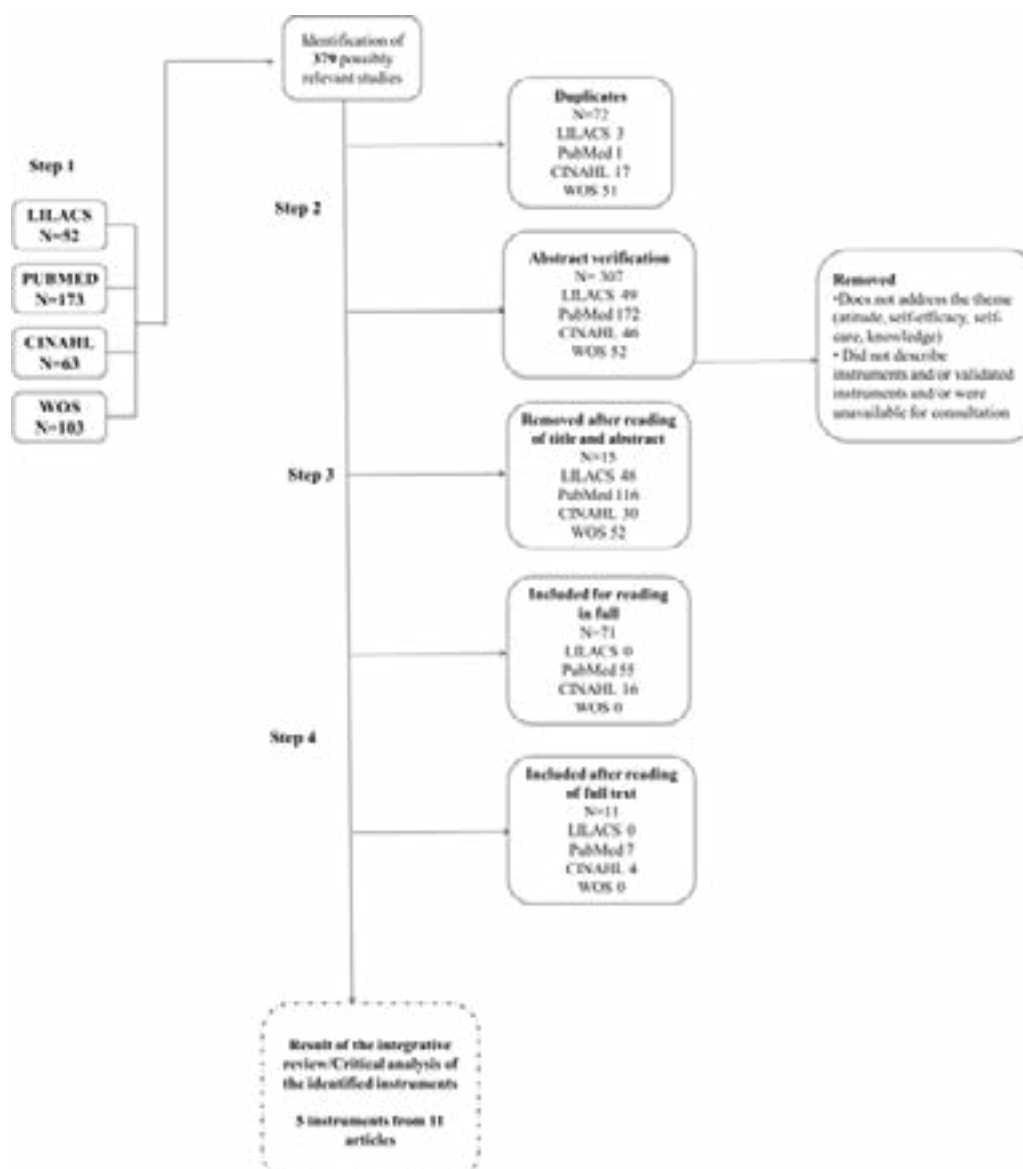 Identification of
379 possibly
relevant studies
Step 1
LILACS
N=52
PUBMED
N=173
CINAHL
N=63
WOS
N=103
Step 2
Duplicates
N=72
LILACS 3
PubMed 1
CINAHL 17
WOS 51
Abstract verification
N= 307
LILACS 49
PubMed 172
CINAHL 46
WOS 52
Removed
•Does not address the theme
(atitude, self-efficacy, self-
care, knowledge)
• Did not describe
instruments and/or validated
instruments and/or were
unavailable for consultation
Step 3
Removed after reading
of title and abstract
N=15
LILACS 48
PubMed 116
CINAHL 30
WOS 52
Included for reading
in full
N=71
LILACS 0
PubMed 55
CINAHL 16
WOS 0
Step 4
Included after reading
of full text
N=11
LILACS 0
PubMed 7
CINAHL 4
WOS 0
Result of the integrative
review/Critical analysis of
the identified instruments
5 instruments from 11
articles